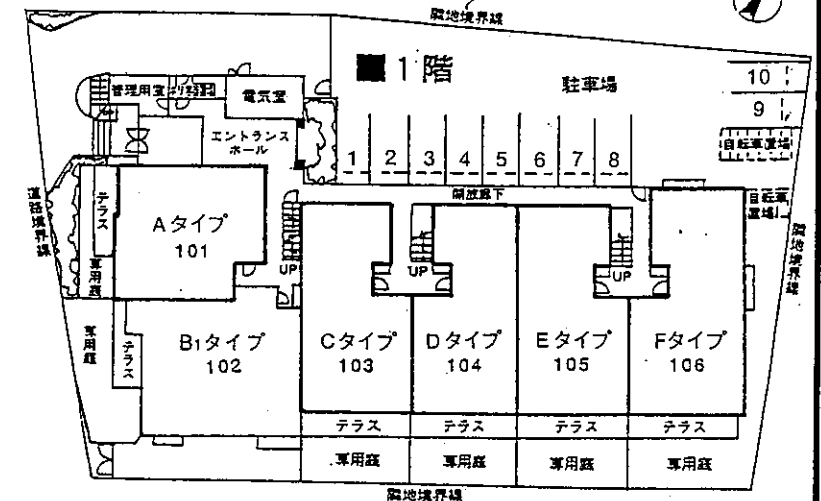 隣地境界線
■1階
駐車場
10
9
管理用室
電気室
エントランス
ホール
1 2 3 4 5 6 7 8
自転車置場
開放廊下
自転車
置場
道路境界線
テラス
専用庭
Aタイプ
101
UP
UP
UP
隣地境界線
専用庭
テラス
B1タイプ
102
Cタイプ
103
Dタイプ
104
Eタイプ
105
Fタイプ
106
テラス
テラス
テラス
テラス
専用庭
専用庭
専用庭
専用庭
隣地境界線